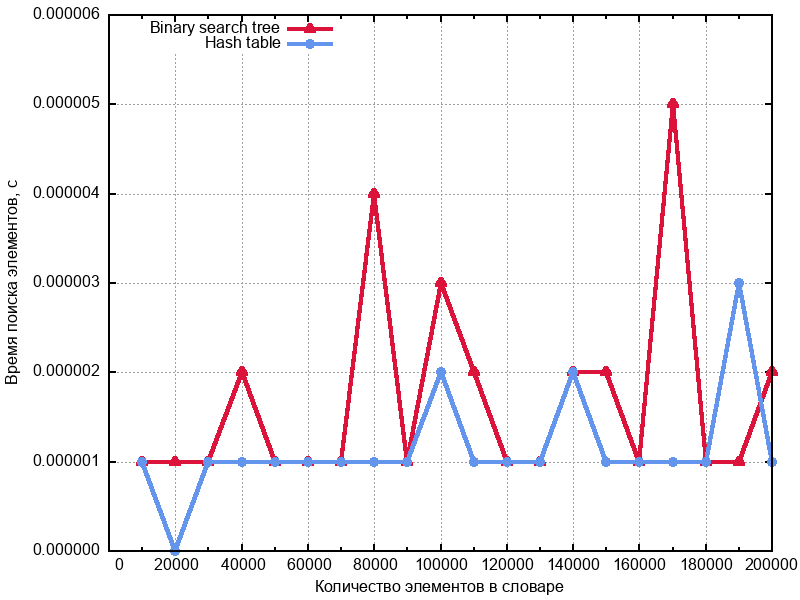 Binary search tree
Hash table
0.000006
0.000005
0.000004
0.000003
0.000002
0.000001
0.000000
Время поиска элементов, с
0 20000 40000 60000 80000 100000 120000 140000 160000 180000 200000
Количество элементов в словаре